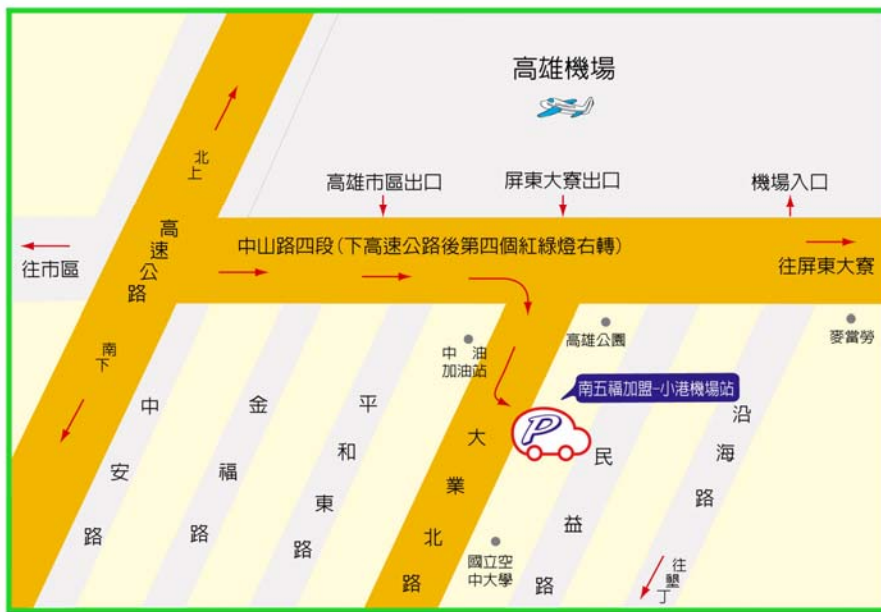 高雄機場
高雄市區出口
屏東大寮出口
機場入口
北上
高速公路
往市區
中山路四段(下高速公路後第四個紅綠燈右轉)
往屏東大寮
南下
中油
加油站
高雄公園
麥當勞
南五福加盟-小港機場站
P
中安路
金福路
平和東路
大業北路
民益路
沿海路
國立空
中大學
往墾丁